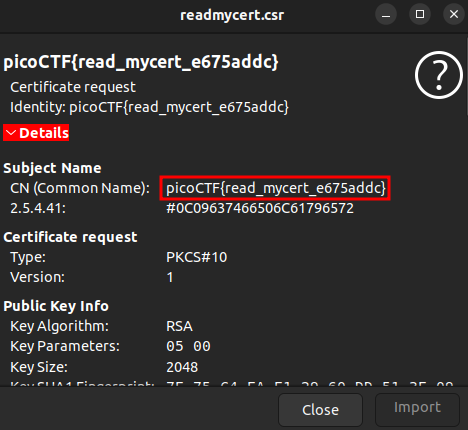 readmycert.csr
picoCTF{read_mycert_e675addc}
Certificate request
Identity: picoCTF{read_mycert_e675addc}
Details
Subject Name
CN (Common Name): picoCTF{read_mycert_e675addc}
2.5.4.41: #0C09637466506C61796572
Certificate request
Type: PKCS#10
Version: 1
Public Key Info
Key Algorithm: RSA
Key Parameters: 05 00
Key Size: 2048
Close Import